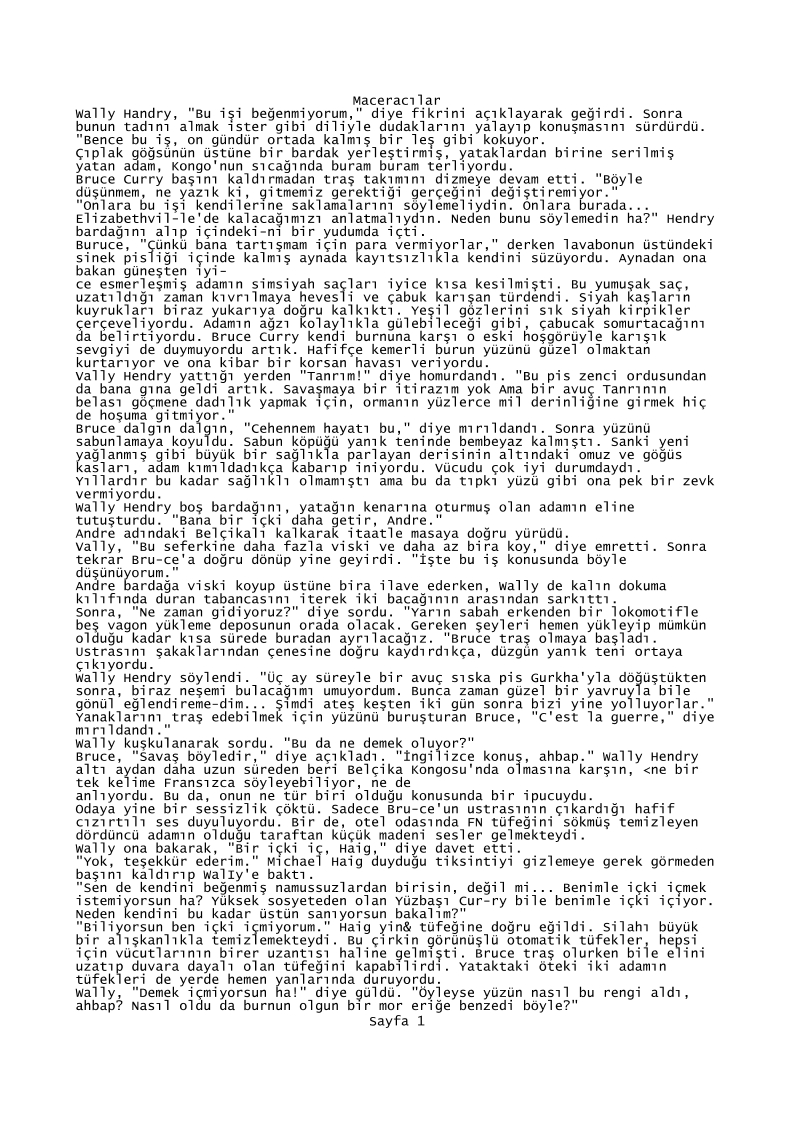 Maceracılar
Wally Handry, "Bu işi beğenmiyorum," diye fikrini açıklayarak geğirdi. Sonra
bunun tadını almak ister gibi diliyle dudaklarını yalayıp konuşmasını sürdürdü.
"Bence bu iş, on gündür ortada kalmış bir leş gibi kokuyor.
Çıplak göğsünün üstüne bir bardak yerleştirmiş, yataklardan birine serilmiş
yatan adam, Kongo'nun sıcağında buram buram terliyordu.
Bruce Curry başını kaldırmadan traş takımını dizmeye devam etti. "Böyle
düşünmem, ne yazık ki, gitmemiz gerektiği gerçeğini değiştiremiyor."
"Onlara bu işi kendilerine saklamalarını söylemeliydin. Onlara burada...
Elizabethvil-le'de kalacağımızı anlatmalıydın. Neden bunu söylemedin ha?" Hendry
bardağını alıp içindeki-ni bir yudumda içti.
Buruce, "Çünkü bana tartışmam için para vermiyorlar," derken lavabonun üstündeki
sinek pisliği içinde kalmış aynada kayıtsızlıkla kendini süzüyordu. Aynadan ona
bakan güneşten iyi-
ce esmerleşmiş adamın simsiyah saçları iyice kısa kesilmişti. Bu yumuşak saç,
uzatıldığı zaman kıvrılmaya hevesli ve çabuk karışan türdendi. Siyah kaşların
kuyrukları biraz yukarıya doğru kalkıktı. Yeşil gözlerini sık siyah kirpikler
çerçeveliyordu. Adamın ağzı kolaylıkla gülebileceği gibi, çabucak somurtacağını
da belirtiyordu. Bruce Curry kendi burnuna karşı o eski hoşgörüyle karışık
sevgiyi de duymuyordu artık. Hafifçe kemerli burun yüzünü güzel olmaktan
kurtarıyor ve ona kibar bir korsan havası veriyordu.
Vally Hendry yattığı yerden "Tanrım!" diye homurdandı. "Bu pis zenci ordusundan
da bana gına geldi artık. Savaşmaya bir itirazım yok Ama bir avuç Tanrının
belası göçmene dadılık yapmak için, ormanın yüzlerce mil derinliğine girmek hiç
de hoşuma gitmiyor."
Bruce dalgın dalgın, "Cehennem hayatı bu," diye mırıldandı. Sonra yüzünü
sabunlamaya koyuldu. Sabun köpüğü yanık teninde bembeyaz kalmıştı. Sanki yeni
yağlanmış gibi büyük bir sağlıkla parlayan derisinin altındaki omuz ve göğüs
kasları, adam kımıldadıkça kabarıp iniyordu. Vücudu çok iyi durumdaydı.
Yıllardır bu kadar sağlıklı olmamıştı ama bu da tıpkı yüzü gibi ona pek bir zevk
vermiyordu.
Wally Hendry boş bardağını, yatağın kenarına oturmuş olan adamın eline
tutuşturdu. "Bana bir içki daha getir, Andre."
Andre adındaki Belçikalı kalkarak itaatle masaya doğru yürüdü.
Vally, "Bu seferkine daha fazla viski ve daha az bira koy," diye emretti. Sonra
tekrar Bru-ce'a doğru dönüp yine geyirdi. "İşte bu iş konusunda böyle
düşünüyorum."
Andre bardağa viski koyup üstüne bira ilave ederken, Wally de kalın dokuma
kılıfında duran tabancasını iterek iki bacağının arasından sarkıttı.
Sonra, "Ne zaman gidiyoruz?" diye sordu. "Yarın sabah erkenden bir lokomotifle
beş vagon yükleme deposunun orada olacak. Gereken şeyleri hemen yükleyip mümkün
olduğu kadar kısa sürede buradan ayrılacağız. "Bruce traş olmaya başladı.
Ustrasını şakaklarından çenesine doğru kaydırdıkça, düzgün yanık teni ortaya
çıkıyordu.
Wally Hendry söylendi. "Üç ay süreyle bir avuç sıska pis Gurkha'yla döğüştükten
sonra, biraz neşemi bulacağımı umuyordum. Bunca zaman güzel bir yavruyla bile
gönül eğlendireme-dim... Şimdi ateş keşten iki gün sonra bizi yine yolluyorlar."
Yanaklarını traş edebilmek için yüzünü buruşturan Bruce, "C'est la guerre," diye
mırıldandı."
Wally kuşkulanarak sordu. "Bu da ne demek oluyor?"
Bruce, "Savaş böyledir," diye açıkladı. "İngilizce konuş, ahbap." Wally Hendry
altı aydan daha uzun süreden beri Belçika Kongosu'nda olmasına karşın, <ne bir
tek kelime Fransızca söyleyebiliyor, ne de
anlıyordu. Bu da, onun ne tür biri olduğu konusunda bir ipucuydu.
Odaya yine bir sessizlik çöktü. Sadece Bru-ce'un ustrasının çıkardığı hafif
cızırtılı ses duyuluyordu. Bir de, otel odasında FN tüfeğini sökmüş temizleyen
dördüncü adamın olduğu taraftan küçük madeni sesler gelmekteydi.
Wally ona bakarak, "Bir içki iç, Haig," diye davet etti.
"Yok, teşekkür ederim." Michael Haig duyduğu tiksintiyi gizlemeye gerek görmeden
başını kaldırıp WalIy'e baktı.
"Sen de kendini beğenmiş namussuzlardan birisin, değil mi... Benimle içki içmek
istemiyorsun ha? Yüksek sosyeteden olan Yüzbaşı Cur-ry bile benimle içki içiyor.
Neden kendini bu kadar üstün sanıyorsun bakalım?"
"Biliyorsun ben içki içmiyorum." Haig yin& tüfeğine doğru eğildi. Silahı büyük
bir alışkanlıkla temizlemekteydi. Bu çirkin görünüşlü otomatik tüfekler, hepsi
için vücutlarının birer uzantısı haline gelmişti. Bruce traş olurken bile elini
uzatıp duvara dayalı olan tüfeğini kapabilirdi. Yataktaki öteki iki adamın
tüfekleri de yerde hemen yanlarında duruyordu.
Wally, "Demek içmiyorsun ha!" diye güldü. "Öyleyse yüzün nasıl bu rengi aldı,
ahbap? Nasıl oldu da burnun olgun bir mor eriğe benzedi böyle?"
Sayfa 1